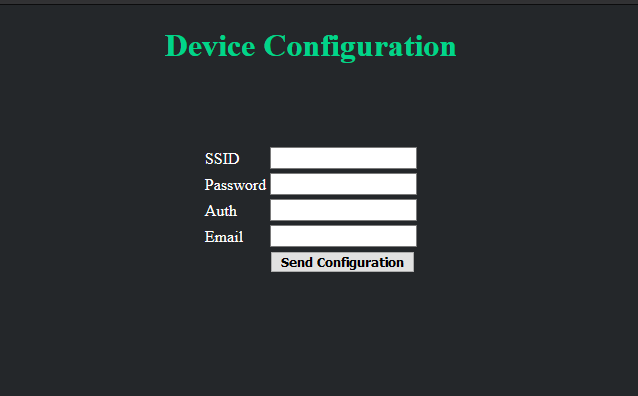 Device Configuration
SSID
Password
Auth
Email
Send Configuration